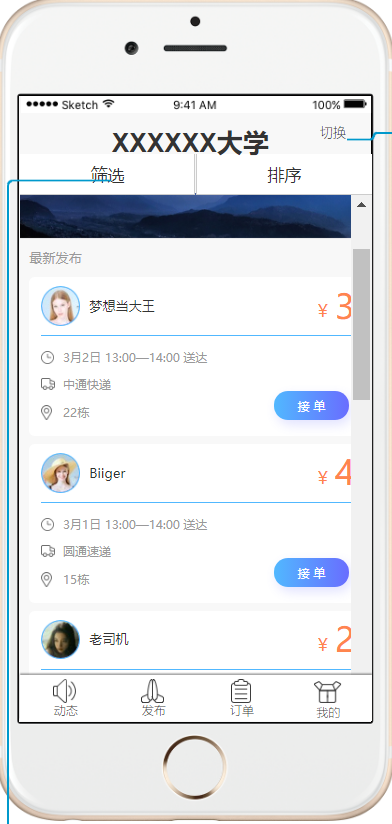 Sketch 9:41 AM 100%
切换
XXXXXX大学
筛选 排序
最新发布
梦想当大王 ¥ 3
3月2日 13:00—14:00 送达
中通快递
22栋 接 单
Biiger ¥ 4
3月1日 13:00—14:00 送达
圆通速递
15栋 接 单
老司机 ¥ 2
动态 发布 订单 我的